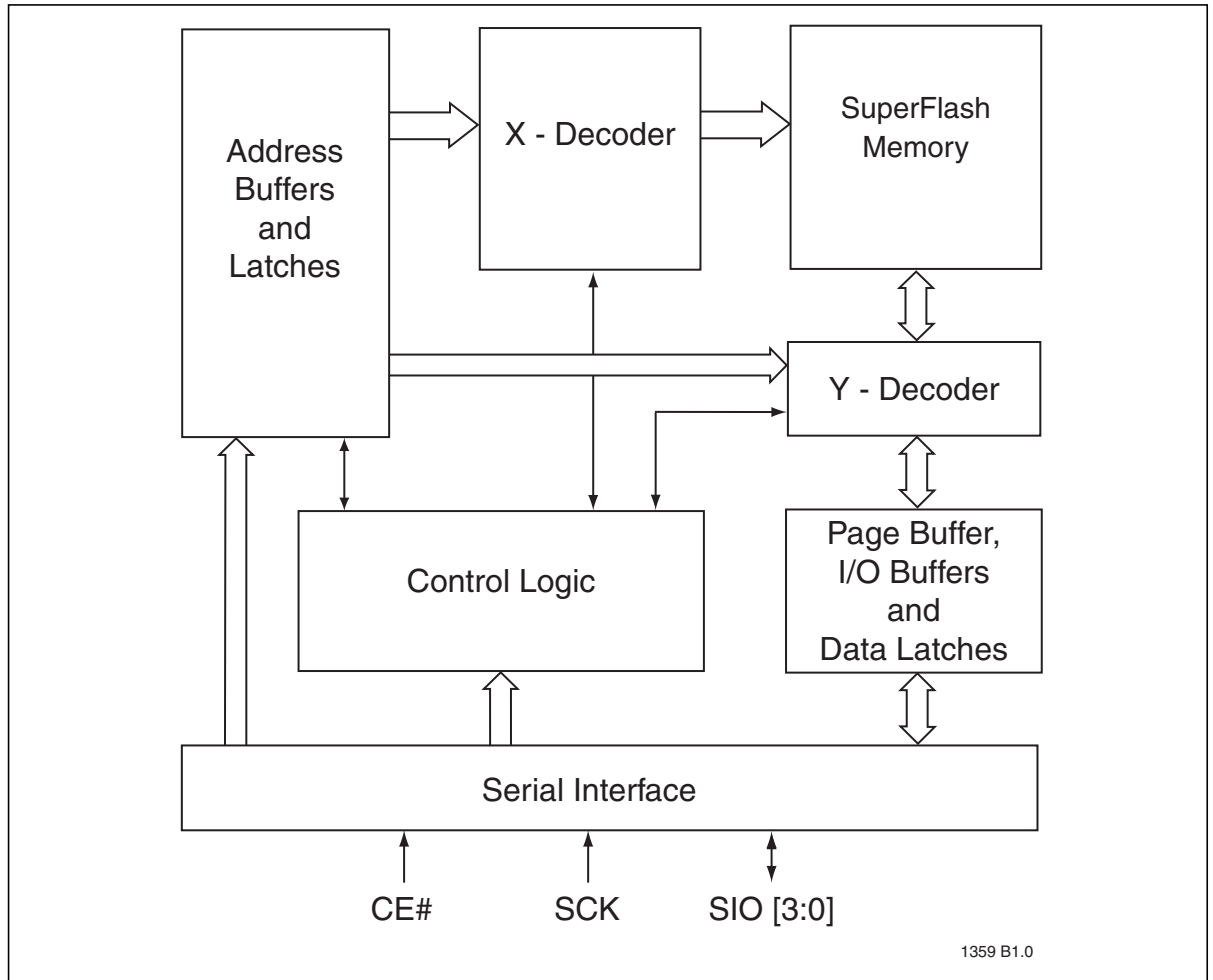 Address
Buffers
and
Latches
X - Decoder
SuperFlash
Memory
Y - Decoder
Control Logic
Page Buffer,
I/O Buffers
and
Data Latches
Serial Interface
CE#
SCK
SIO [3:0]
1359 B1.0